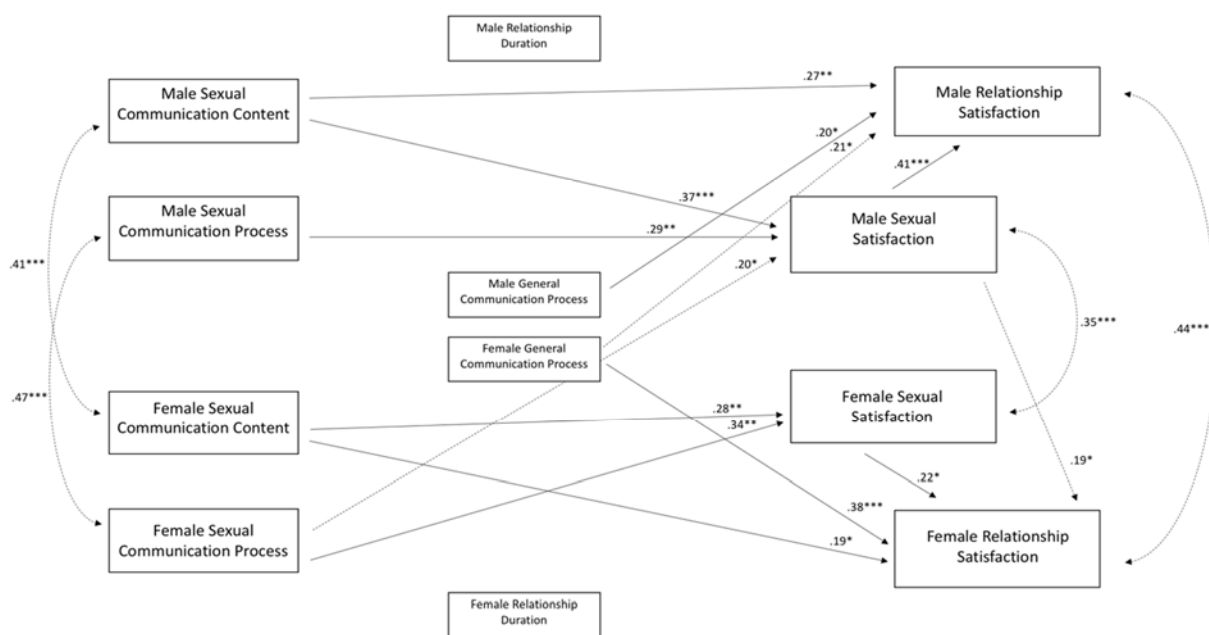 Male Relationship
Duration
Male Sexual
Communication Content
.27**
Male Relationship
Satisfaction
.20*
.21*
.41***
.37***
Male Sexual
Communication Process
Male Sexual
Satisfaction
.29**
.41***
.20*
Male General
Communication Process
.35***
.44***
Female General
Communication Process
.47***
Female Sexual
Communication Content
.28**
.34**
Female Sexual
Satisfaction
.19*
.22*
.38***
Female Sexual
Communication Process
.19*
Female Relationship
Satisfaction
Female Relationship
Duration